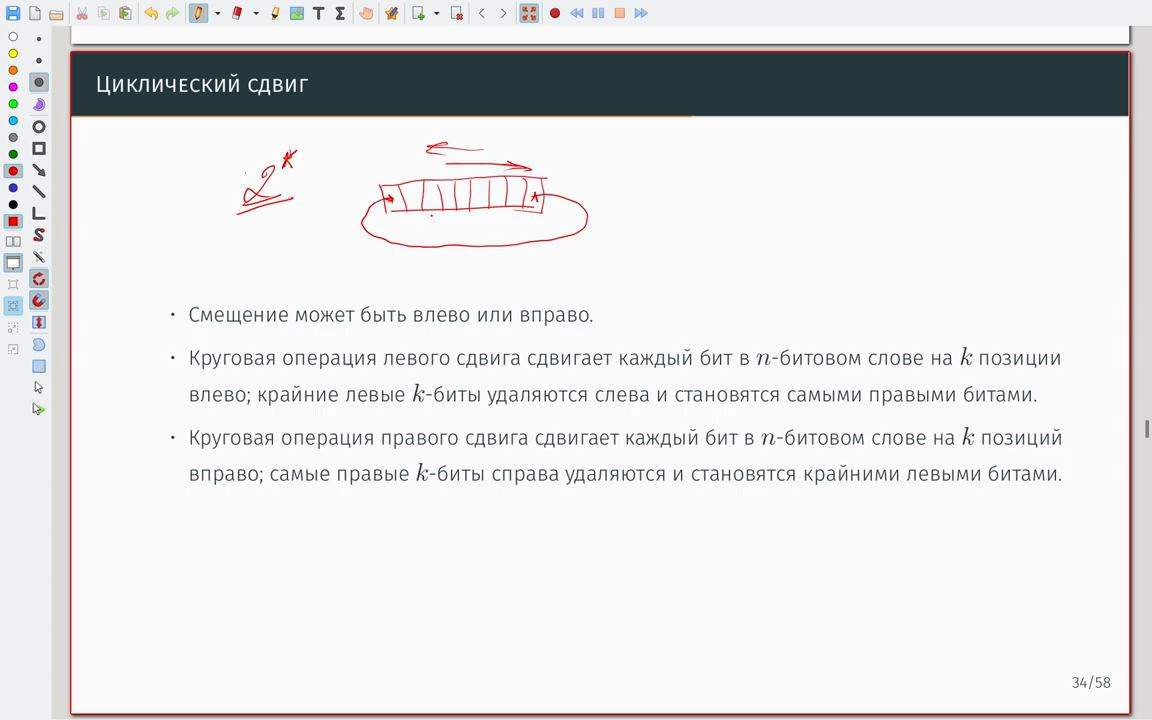 Циклический сдвиг
2^k
• Смещение может быть влево или вправо.
• Круговая операция левого сдвига сдвигает каждый бит в n-битовом слове на k позиции
влево; крайние левые k-биты удаляются слева и становятся самыми правыми битами.
• Круговая операция правого сдвига сдвигает каждый бит в n-битовом слове на k позиций
вправо; самые правые k-биты справа удаляются и становятся крайними левыми битами.
34/58